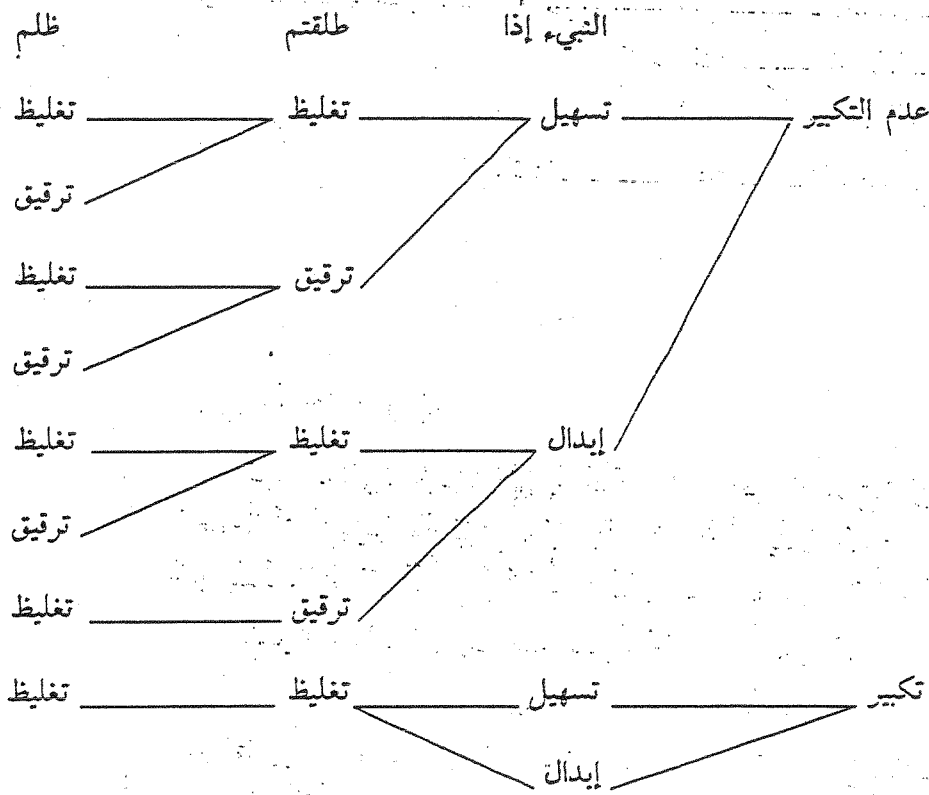 النبيء إذا طلقتم ظلم
عدم التكبير تسهيل تغليظ تغليظ
ترقيق
ترقيق تغليظ
ترقيق
إبدال تغليظ تغليظ
ترقيق
ترقيق تغليظ
تكبير تسهيل تغليظ تغليظ
إبدال